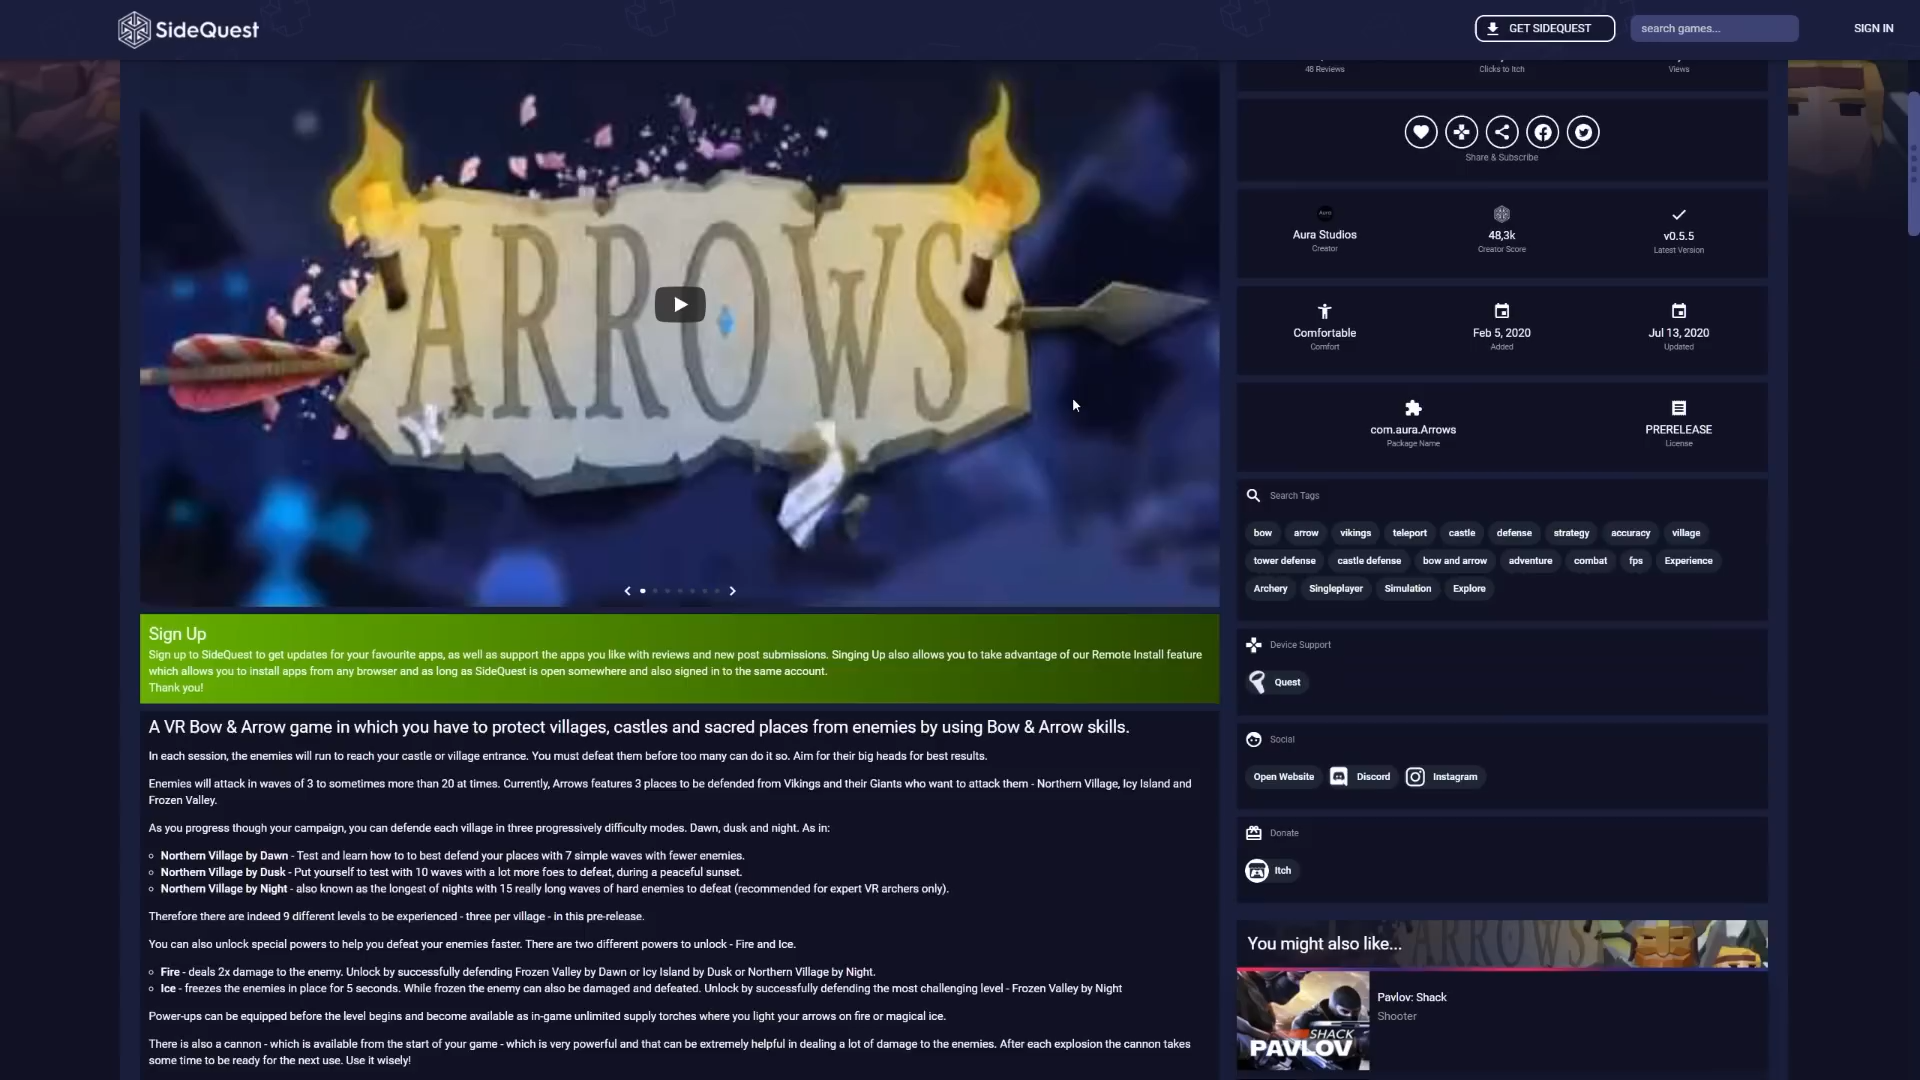 SideQuest
GET SIDEQUEST
search games...
SIGN IN
48 Reviews
Clicks to Itch
Views
ARROWS
Share & Subscribe
Aura Studios
Creator
48,3k
Creator Score
v0.5.5
Latest Version
Comfortable
Comfort
Feb 5, 2020
Added
Jul 13, 2020
Updated
com.aura.Arrows
Package Name
PRERELEASE
License
Search Tags
bow arrow vikings teleport castle defense strategy accuracy village
tower defense castle defense bow and arrow adventure combat fps Experience
Archery Singleplayer Simulation Explore
Device Support
Quest
Social
Open Website Discord Instagram
Donate
Itch
You might also like...
ARROWS
Pavlov: Shack
Shooter
SHACK
PAVLOV
Sign Up
Sign up to SideQuest to get updates for your favourite apps, as well as support the apps you like with reviews and new post submissions. Singing Up also allows you to take advantage of our Remote Install feature
which allows you to install apps from any browser and as long as SideQuest is open somewhere and also signed in to the same account.
Thank you!
A VR Bow & Arrow game in which you have to protect villages, castles and sacred places from enemies by using Bow & Arrow skills.
In each session, the enemies will run to reach your castle or village entrance. You must defeat them before too many can do it so. Aim for their big heads for best results.
Enemies will attack in waves of 3 to sometimes more than 20 at times. Currently, Arrows features 3 places to be defended from Vikings and their Giants who want to attack them - Northern Village, Icy Island and
Frozen Valley.
As you progress though your campaign, you can defende each village in three progressively difficulty modes. Dawn, dusk and night. As in:
Northern Village by Dawn - Test and learn how to to best defend your places with 7 simple waves with fewer enemies.
Northern Village by Dusk - Put yourself to test with 10 waves with a lot more foes to defeat, during a peaceful sunset.
Northern Village by Night - also known as the longest of nights with 15 really long waves of hard enemies to defeat (recommended for expert VR archers only).
Therefore there are indeed 9 different levels to be experienced - three per village - in this pre-release.
You can also unlock special powers to help you defeat your enemies faster. There are two different powers to unlock - Fire and Ice.
Fire - deals 2x damage to the enemy. Unlock by successfully defending Frozen Valley by Dawn or Icy Island by Dusk or Northern Village by Night.
Ice - freezes the enemies in place for 5 seconds. While frozen the enemy can also be damaged and defeated. Unlock by successfully defending the most challenging level - Frozen Valley by Night
Power-ups can be equipped before the level begins and become available as in-game unlimited supply torches where you light your arrows on fire or magical ice.
There is also a cannon - which is available from the start of your game - which is very powerful and that can be extremely helpful in dealing a lot of damage to the enemies. After each explosion the cannon takes
some time to be ready for the next use. Use it wisely!